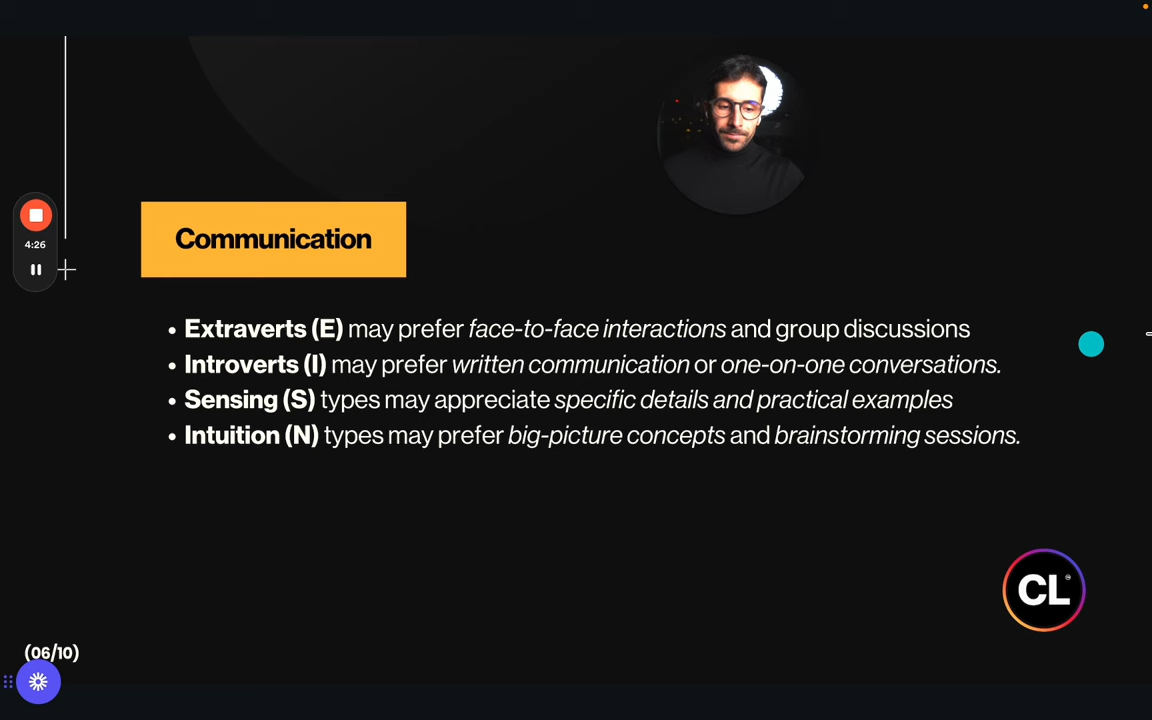 4:26
Communication
• Extraverts (E) may prefer face-to-face interactions and group discussions
• Introverts (I) may prefer written communication or one-on-one conversations.
• Sensing (S) types may appreciate specific details and practical examples
• Intuition (N) types may prefer big-picture concepts and brainstorming sessions.
CL
(06/10)